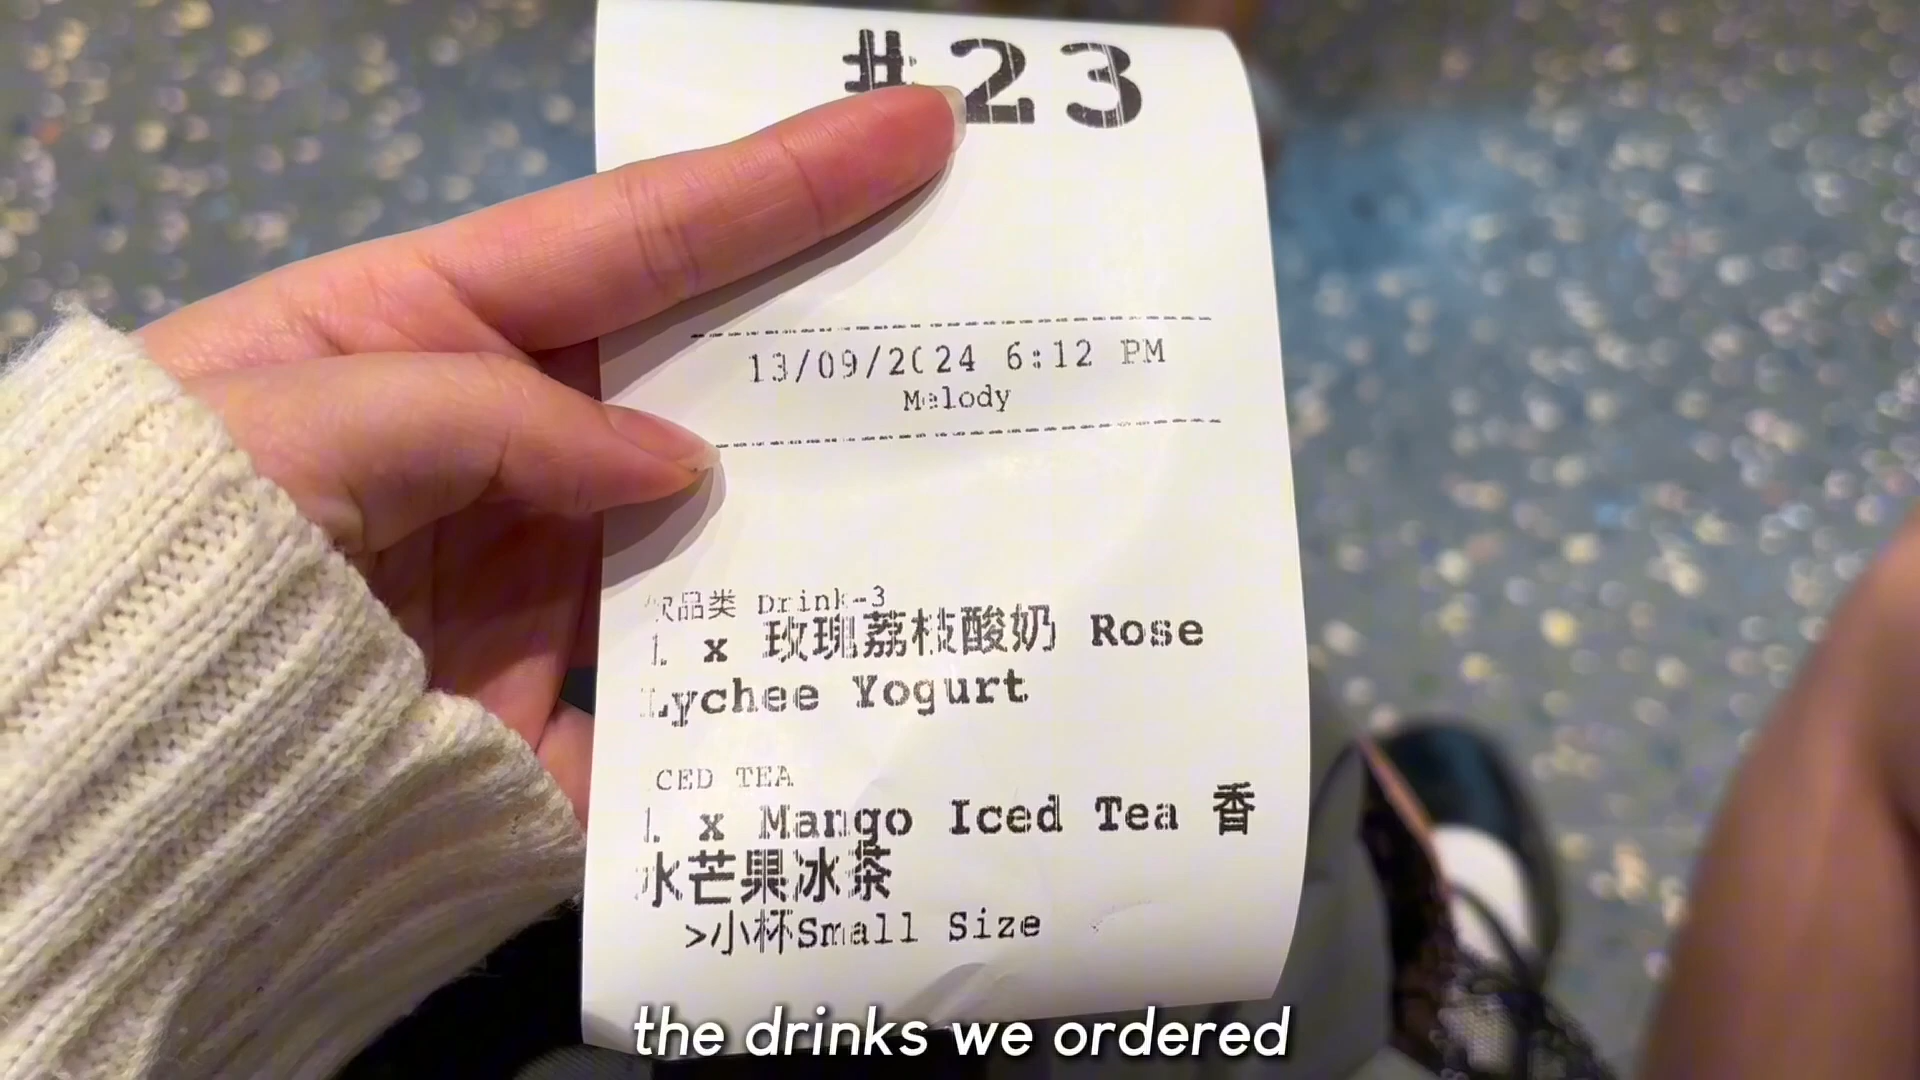 #23
13/09/2024 6:12 PM
Melody
饮品类 Drink-3
1 x 玫瑰荔枝酸奶 Rose
Lychee Yogurt
ICED TEA
1 x Mango Iced Tea 香
水芒果冰茶
>小杯Small Size
the drinks we ordered